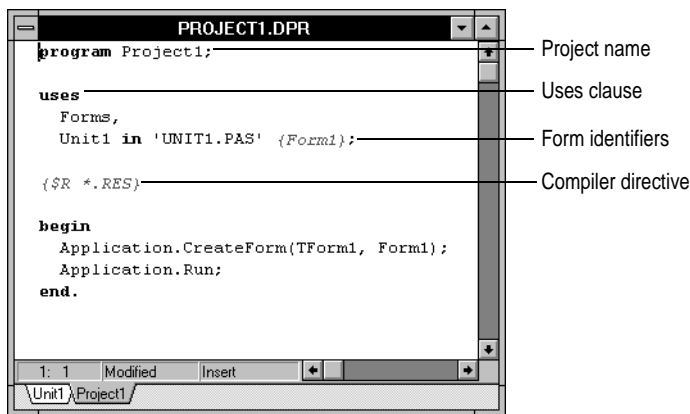 PROJECT1.DPR
program Project1;
Project name
uses
Uses clause
Forms,
Unit1 in 'UNIT1.PAS' {Form1};
Form identifiers
{$R *.RES}
Compiler directive
begin
Application.CreateForm(TForm1, Form1);
Application.Run;
end.
1: 1 Modified Insert
Unit1 Project1